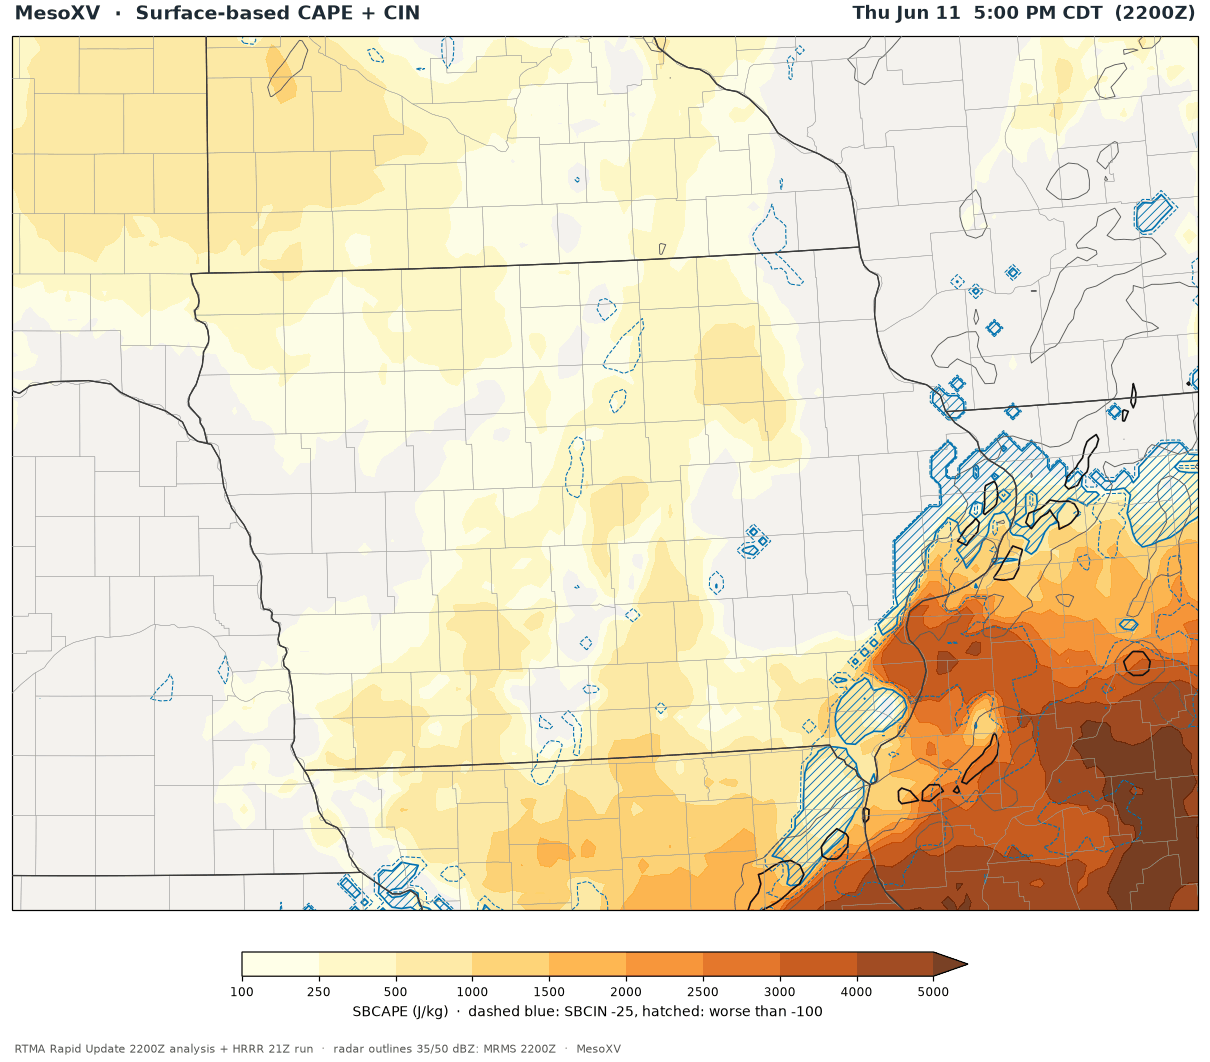 MesoXV · Surface-based CAPE + CIN
Thu Jun 11 5:00 PM CDT (2200Z)
100 250 500 1000 1500 2000 2500 3000 4000 5000
SBCAPE (J/kg) · dashed blue: SBCIN -25, hatched: worse than -100
RTMA Rapid Update 2200Z analysis + HRRR 21Z run · radar outlines 35/50 dBZ: MRMS 2200Z · MesoXV